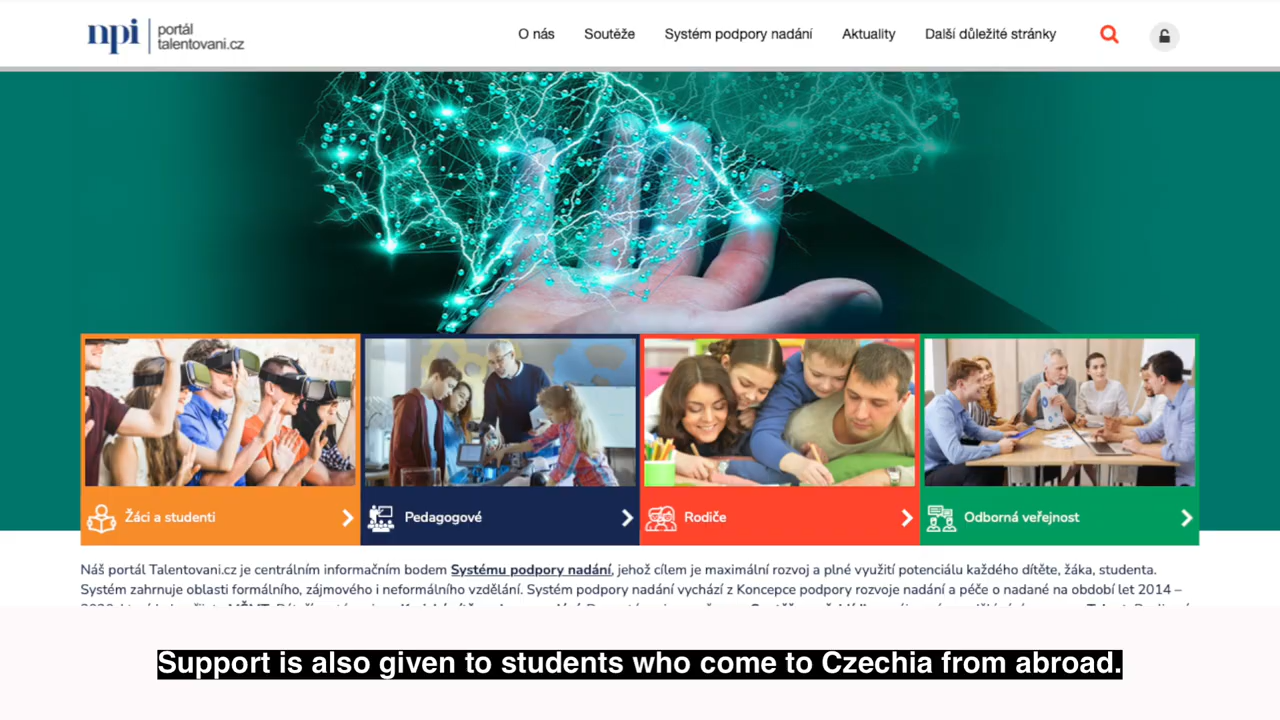 npi portál
talentovani.cz
O nás Soutěže Systém podpory nadání Aktuality Další důležité stránky
Žáci a studenti Pedagogové Rodiče Odborná veřejnost
Náš portál Talentovani.cz je centrálním informačním bodem Systému podpory nadání, jehož cílem je maximální rozvoj a plné využití potenciálu každého dítěte, žáka, studenta.
Systém zahrnuje oblasti formálního, zájmového i neformálního vzdělání. Systém podpory nadání vychází z Koncepce podpory rozvoje nadání a péče o nadané na období let 2014 –
Support is also given to students who come to Czechia from abroad.